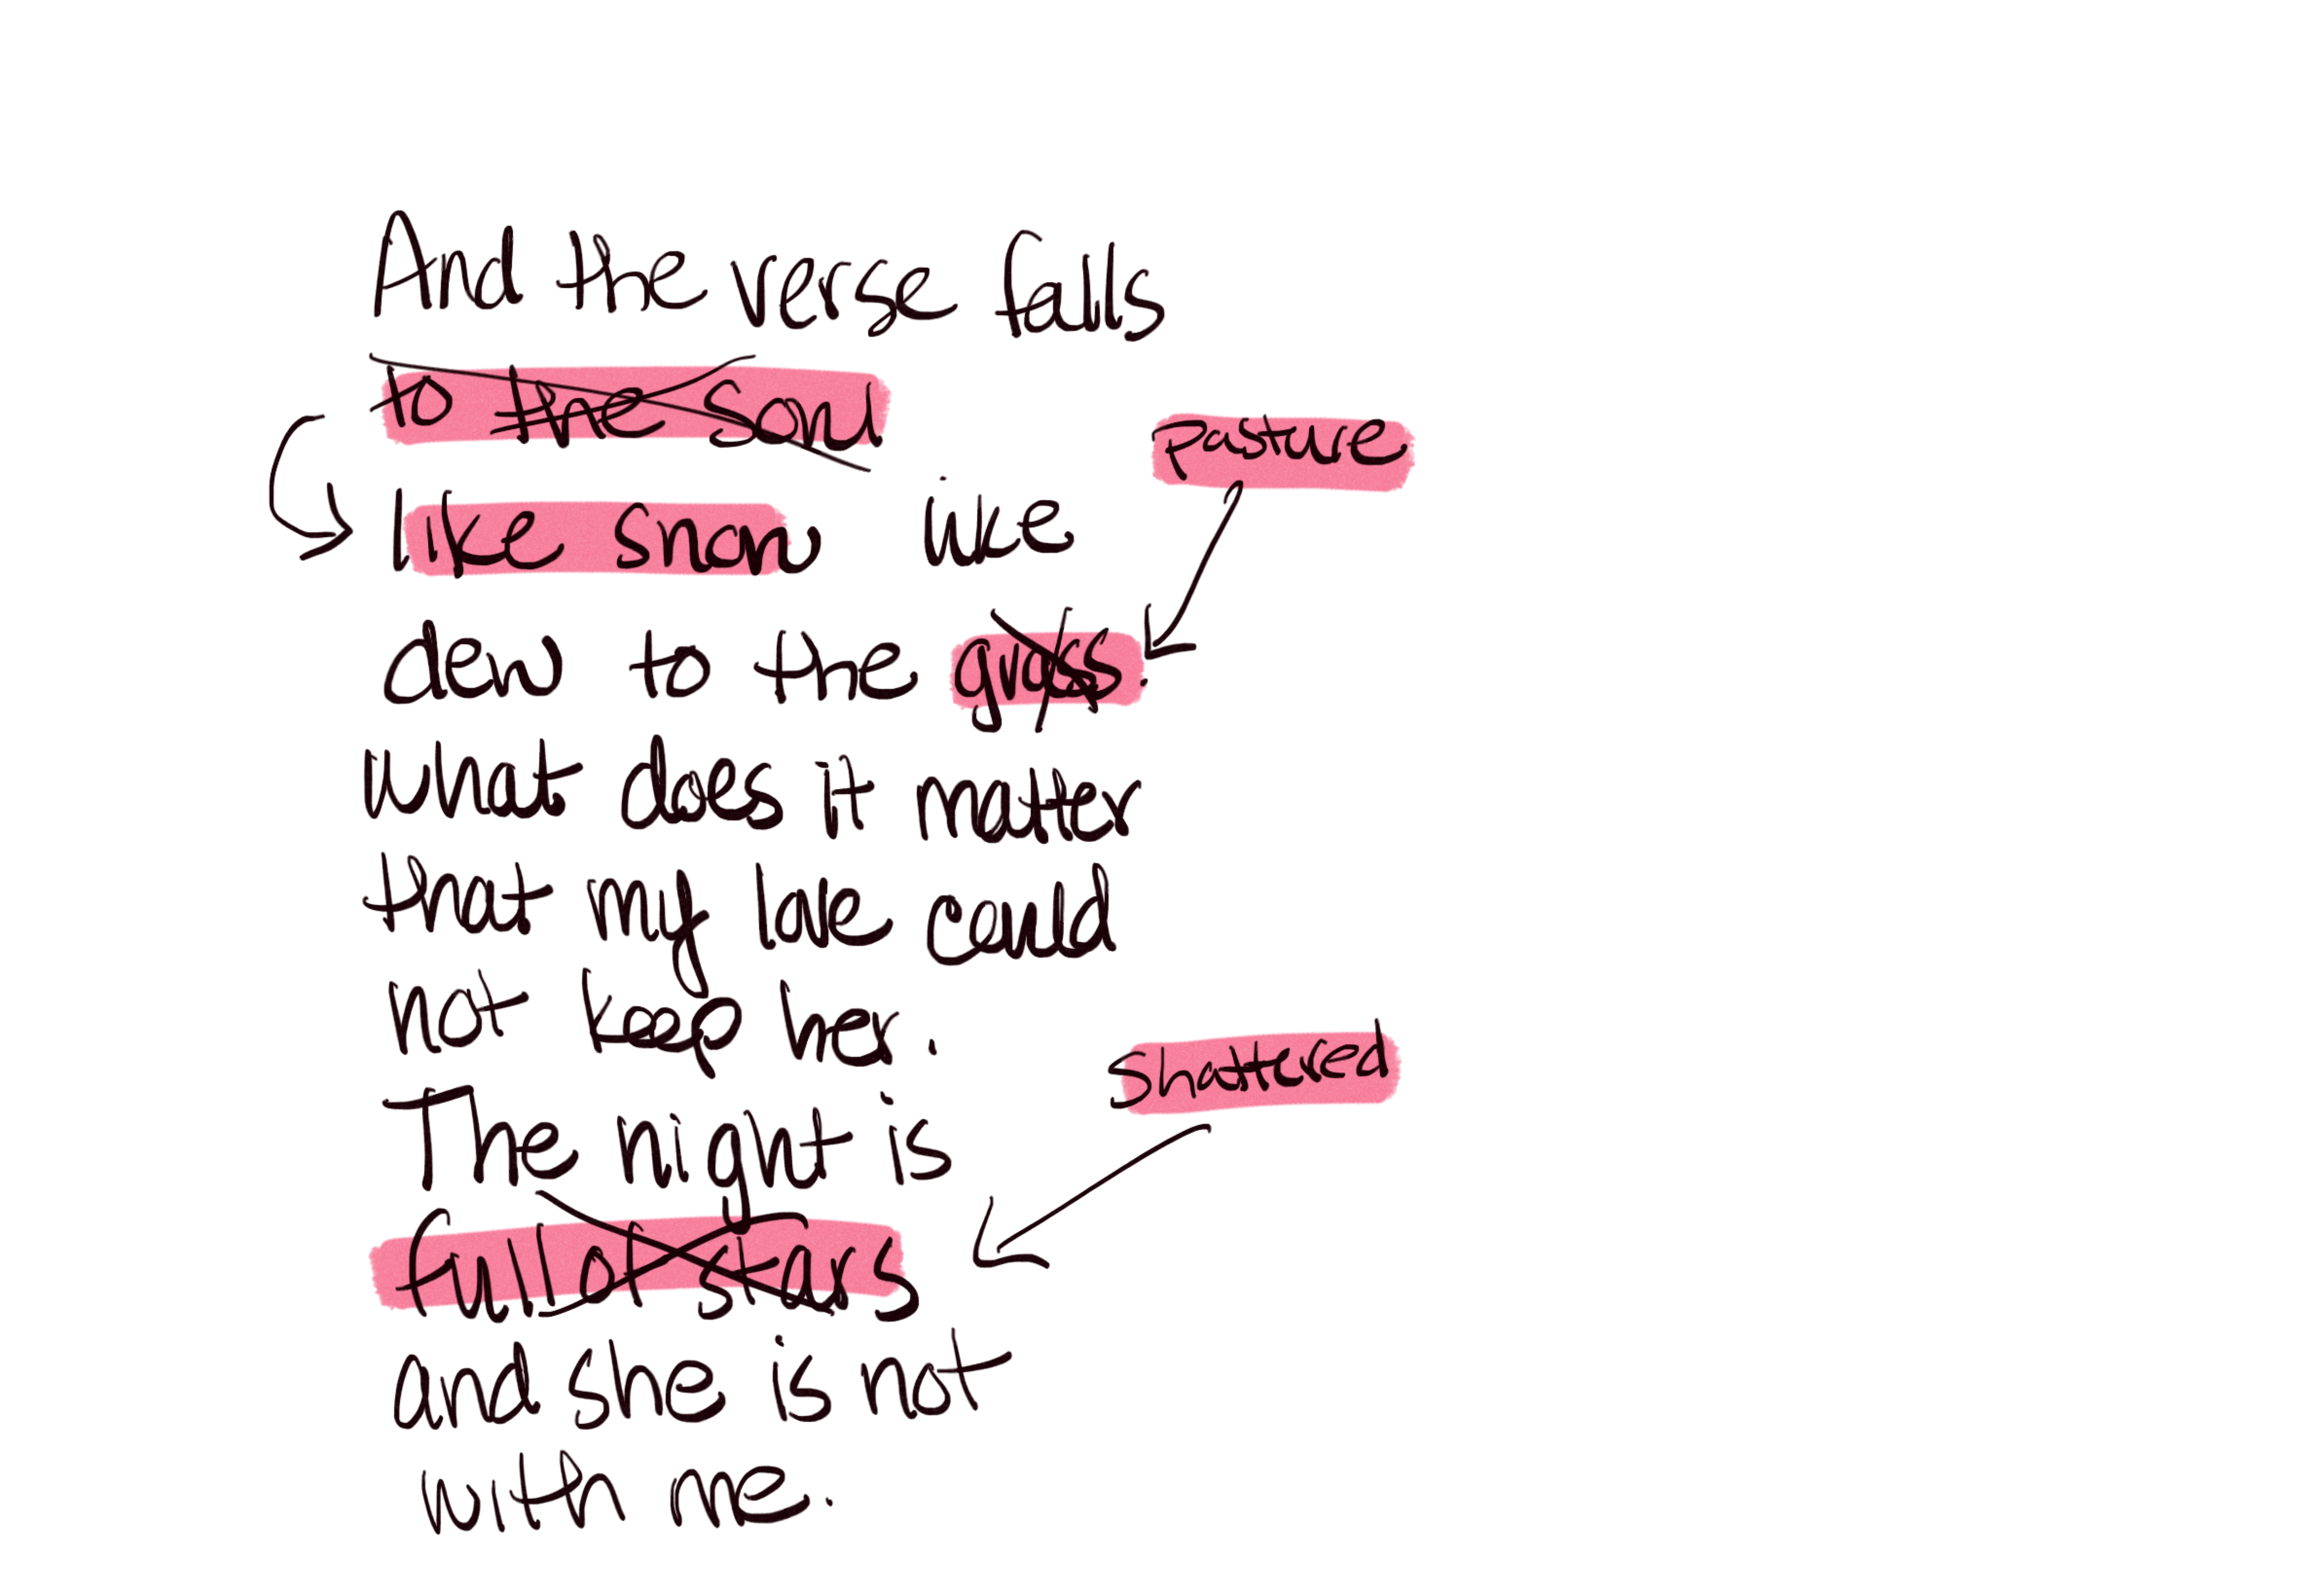 And the verse falls
to the soul
pasture
like snow like
dew to the grass.
what does it matter
that my love could
not keep her.
Shattered
The night is
full of stars
and she is not
with me.